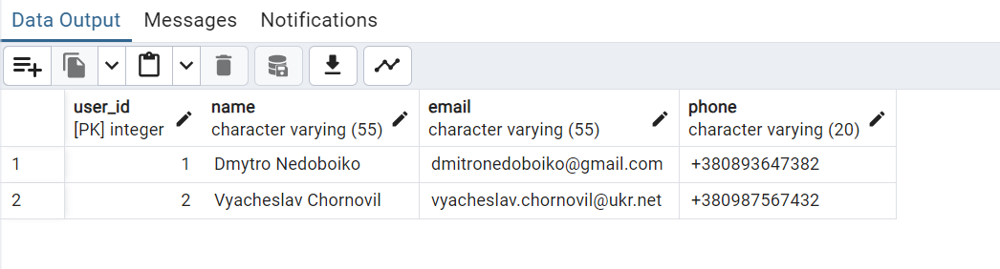 Data Output Messages Notifications
user_id name email phone
[PK] integer character varying (55) character varying (55) character varying (20)
1 1 Dmytro Nedoboiko dmitronedoboiko@gmail.com +380893647382
2 2 Vyacheslav Chornovil vyacheslav.chornovil@ukr.net +380987567432